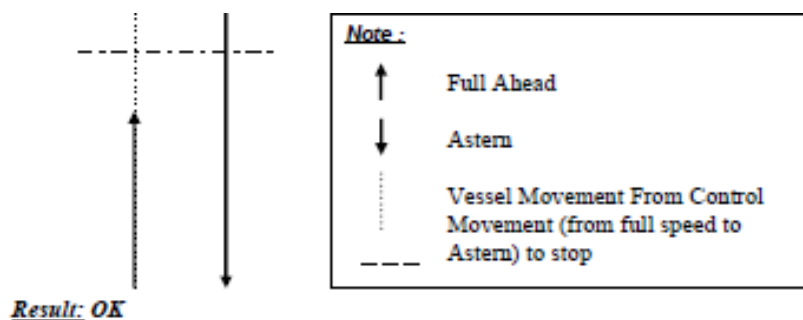 Note :
Full Ahead
Astern
Vessel Movement From Control
Movement (from full speed to
Astern) to stop
Result: OK